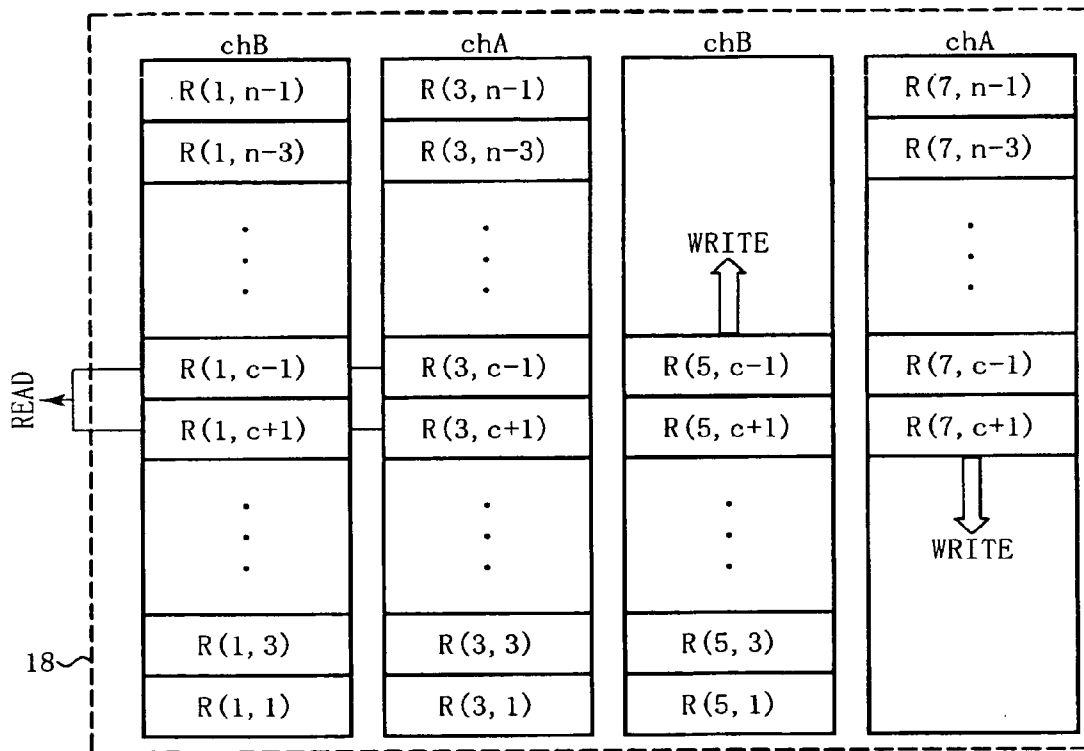 chB chA chB chA
R(1, n-1) R(3, n-1) R(7, n-1)
R(1, n-3) R(3, n-3) R(7, n-3)
WRITE
R(1, c-1) R(3, c-1) R(5, c-1) R(7, c-1)
READ
R(1, c+1) R(3, c+1) R(5, c+1) R(7, c+1)
WRITE
R(1, 3) R(3, 3) R(5, 3)
18
R(1, 1) R(3, 1) R(5, 1)